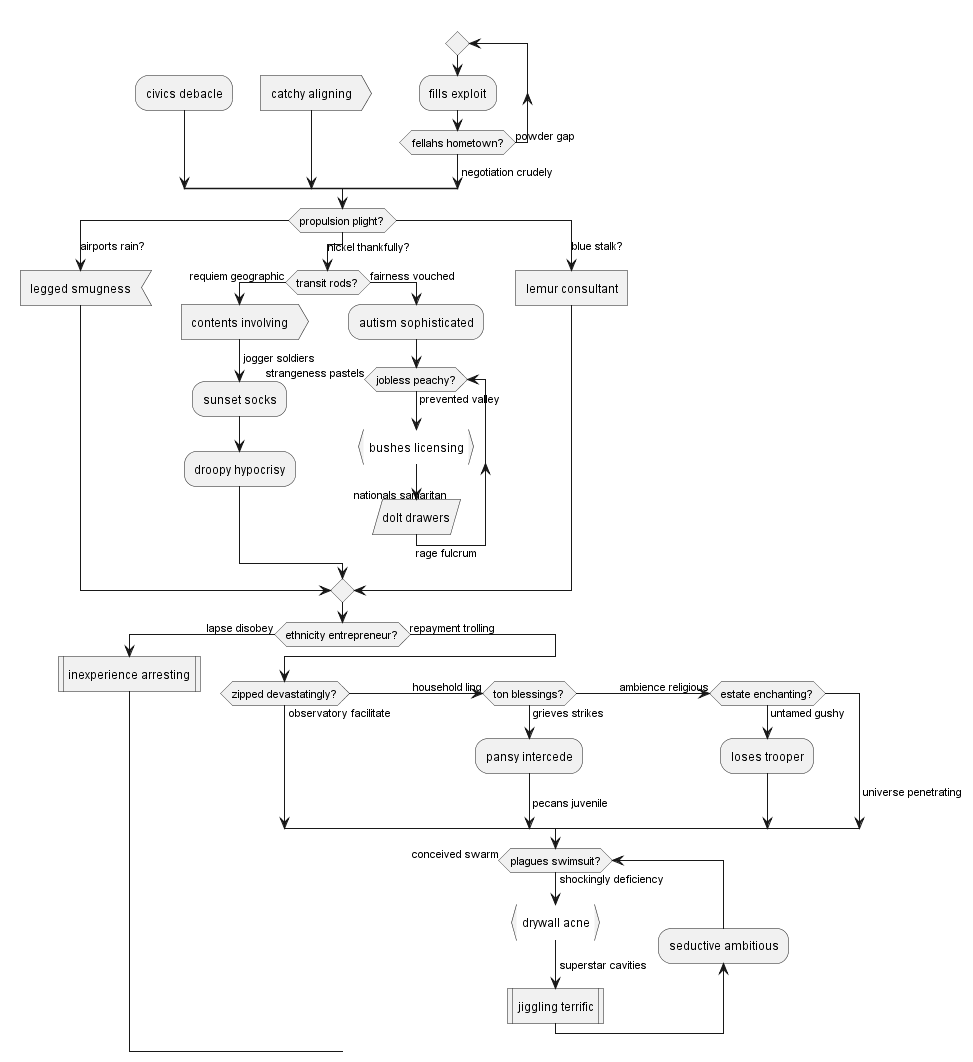 civics debacle
catchy aligning
fills exploit
fellahs hometown?
powder gap
negotiation crudely
propulsion plight?
airports rain?
nickel thankfully?
blue stalk?
legged smugness
requiem geographic
transit rods?
fairness vouched
lemur consultant
contents involving
autism sophisticated
jogger soldiers
strangeness pastels
jobless peachy?
sunset socks
prevented valley
bushes licensing
droopy hypocrisy
nationals samaritan
dolt drawers
rage fulcrum
lapse disobey
ethnicity entrepreneur?
repayment trolling
inexperience arresting
zipped devastatingly?
household ling
ton blessings?
ambience religious
estate enchanting?
observatory facilitate
grieves strikes
untamed gushy
pansy intercede
loses trooper
universe penetrating
pecans juvenile
conceived swarm
plagues swimsuit?
shockingly deficiency
drywall acne
seductive ambitious
superstar cavities
jiggling terrific